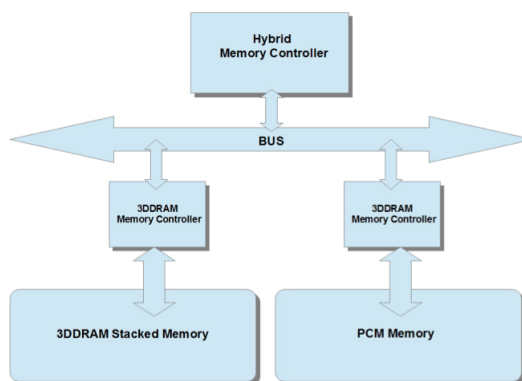 Hybrid
Memory Controller
BUS
3DDRAM
Memory Controller
3DDRAM
Memory Controller
3DDRAM Stacked Memory
PCM Memory